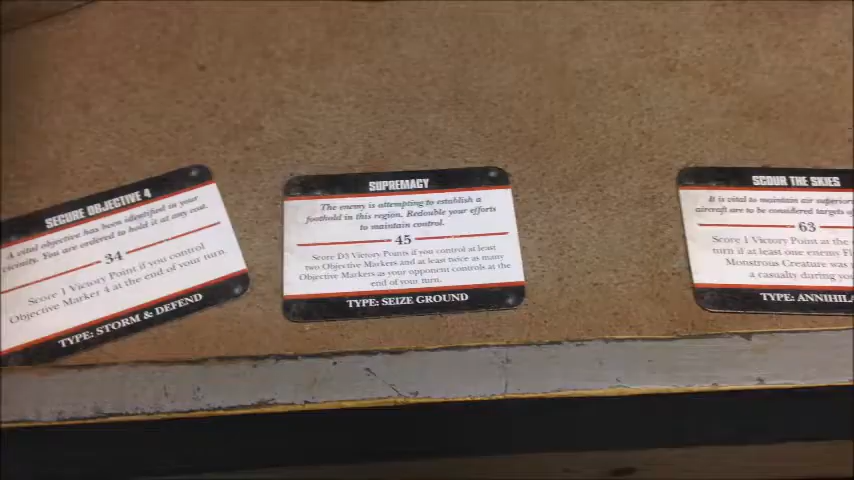 SECURE OBJECTIVE 4
A vital objective has been identified in your
vicinity. You are ordered to hold it at any cost.
34
Score 1 Victory Point if you control
Objective Marker 4 at the end of your turn.
TYPE: STORM & DEFEND
SUPREMACY
The enemy is attempting to establish a
foothold in this region. Redouble your efforts
to maintain control.
45
Score D3 Victory Points if you control at least
two Objective Markers and at least twice as many
Objective Markers as your opponent controls at the
end of your turn.
TYPE: SEIZE GROUND
SCOUR THE SKIES
It is vital to maintain air
aircraft are to be considered targets
63
Score 1 Victory Point at the
turn if at least one enemy
Monstrous Creature was
a casualty during
TYPE: